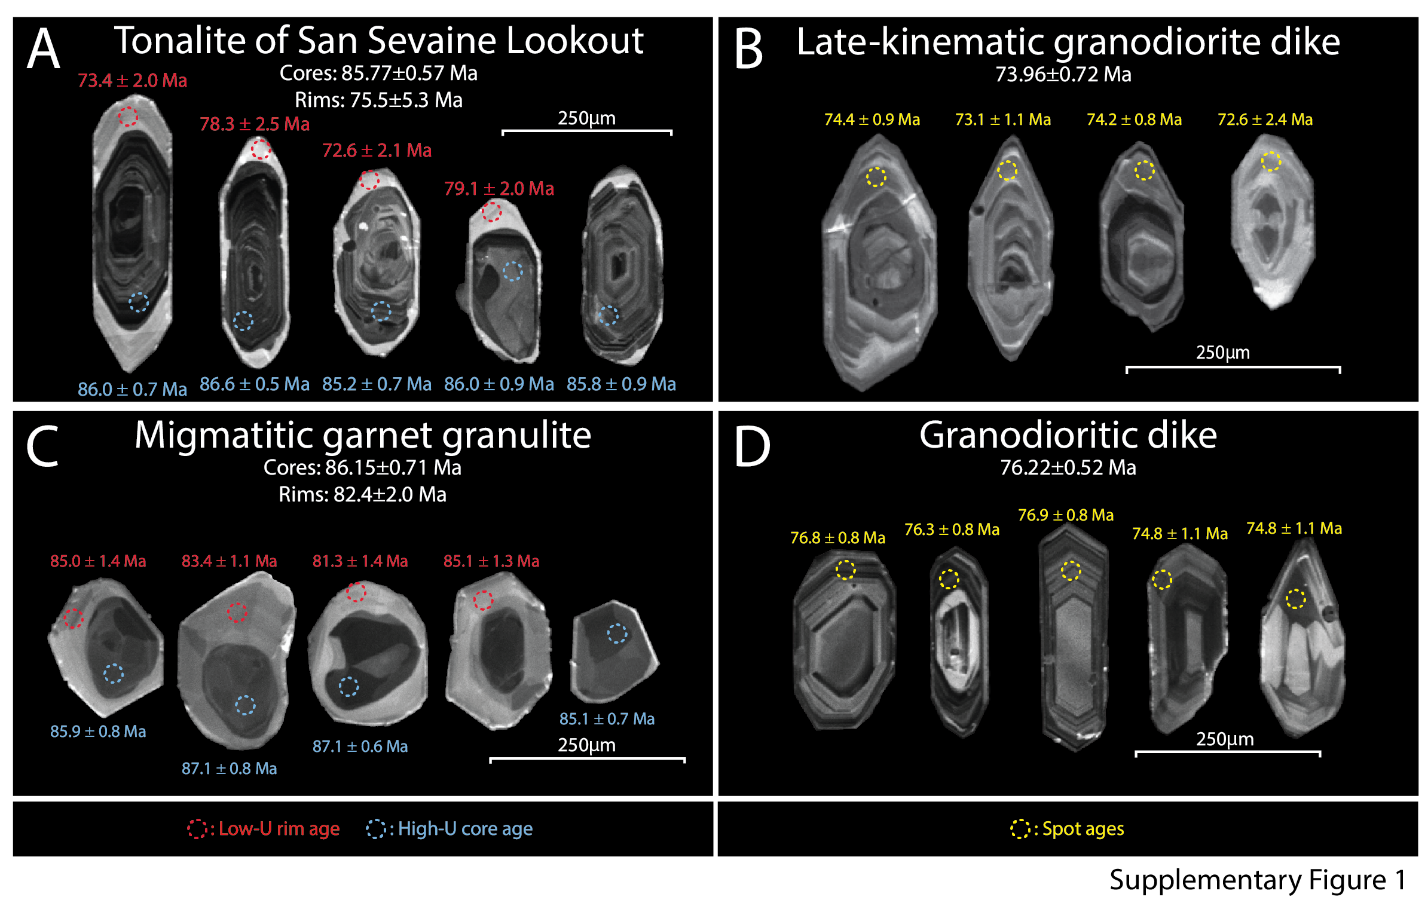 A
Tonalite of San Sevaine Lookout
Cores: 85.77±0.57 Ma
Rims: 75.5±5.3 Ma
73.4 ± 2.0 Ma
78.3 ± 2.5 Ma
72.6 ± 2.1 Ma
79.1 ± 2.0 Ma
250µm
86.0 ± 0.7 Ma
86.6 ± 0.5 Ma
85.2 ± 0.7 Ma
86.0 ± 0.9 Ma
85.8 ± 0.9 Ma
B
Late-kinematic granodiorite dike
73.96±0.72 Ma
74.4 ± 0.9 Ma
73.1 ± 1.1 Ma
74.2 ± 0.8 Ma
72.6 ± 2.4 Ma
250µm
C
Migmatitic garnet granulite
Cores: 86.15±0.71 Ma
Rims: 82.4±2.0 Ma
85.0 ± 1.4 Ma
83.4 ± 1.1 Ma
81.3 ± 1.4 Ma
85.1 ± 1.3 Ma
85.9 ± 0.8 Ma
87.1 ± 0.8 Ma
87.1 ± 0.6 Ma
85.1 ± 0.7 Ma
250µm
D
Granodioritic dike
76.22±0.52 Ma
76.8 ± 0.8 Ma
76.3 ± 0.8 Ma
76.9 ± 0.8 Ma
74.8 ± 1.1 Ma
74.8 ± 1.1 Ma
250µm
: Low-U rim age
: High-U core age
: Spot ages
Supplementary Figure 1